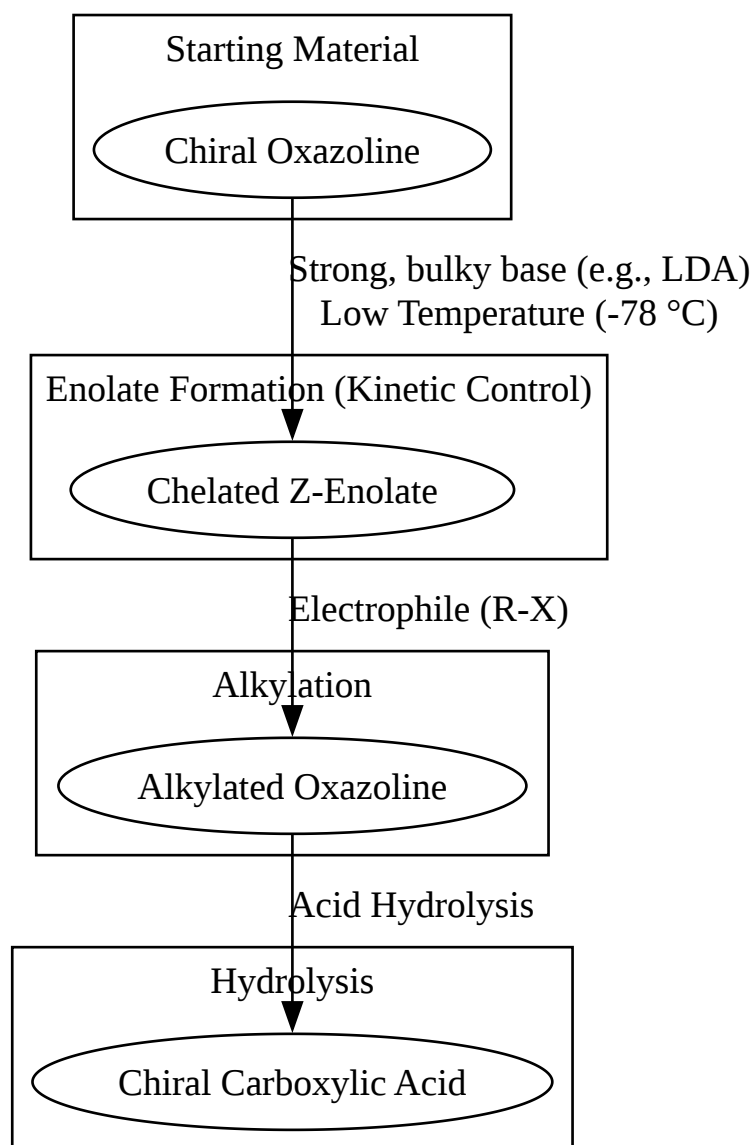 Starting Material
Chiral Oxazoline
Strong, bulky base (e.g., LDA)
Low Temperature (-78 °C)
Enolate Formation (Kinetic Control)
Chelated Z-Enolate
Electrophile (R-X)
Alkylation
Alkylated Oxazoline
Acid Hydrolysis
Hydrolysis
Chiral Carboxylic Acid